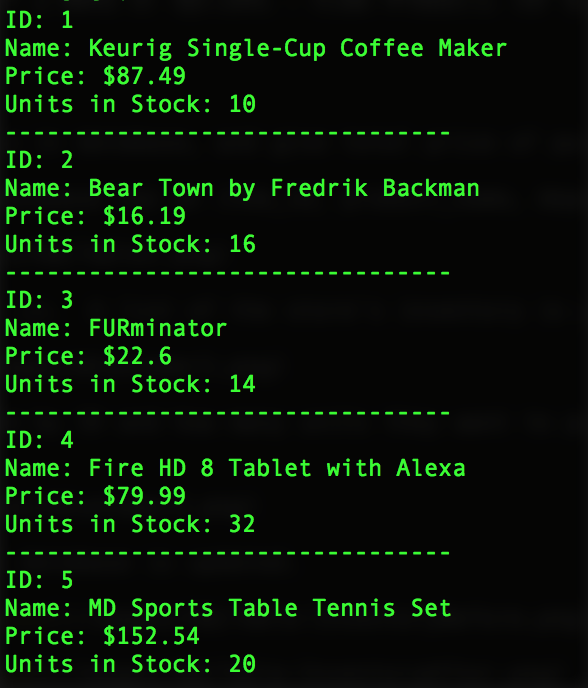 ID: 1
Name: Keurig Single-Cup Coffee Maker
Price: $87.49
Units in Stock: 10
--------------------------------
ID: 2
Name: Bear Town by Fredrik Backman
Price: $16.19
Units in Stock: 16
--------------------------------
ID: 3
Name: FURminator
Price: $22.6
Units in Stock: 14
--------------------------------
ID: 4
Name: Fire HD 8 Tablet with Alexa
Price: $79.99
Units in Stock: 32
--------------------------------
ID: 5
Name: MD Sports Table Tennis Set
Price: $152.54
Units in Stock: 20